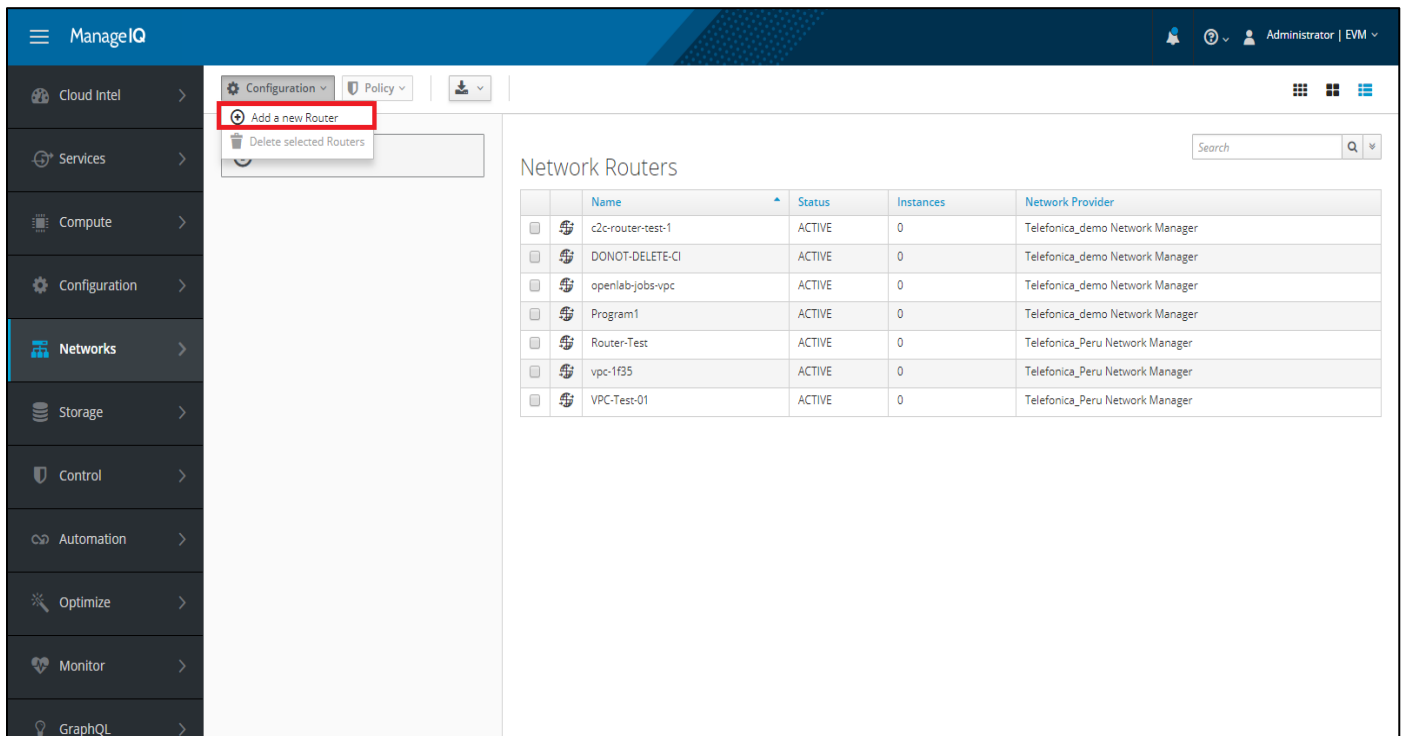 ManageIQ
Administrator | EVM
Cloud Intel
Services
Compute
Configuration
Networks
Storage
Control
Automation
Optimize
Monitor
GraphQL
Configuration Policy
Add a new Router
Delete selected Routers
Search
Network Routers
Name Status Instances Network Provider
c2c-router-test-1 ACTIVE 0 Telefonica_demo Network Manager
DONOT-DELETE-CI ACTIVE 0 Telefonica_demo Network Manager
openlab-jobs-vpc ACTIVE 0 Telefonica_demo Network Manager
Program1 ACTIVE 0 Telefonica_demo Network Manager
Router-Test ACTIVE 0 Telefonica_Peru Network Manager
vpc-1f35 ACTIVE 0 Telefonica_Peru Network Manager
VPC-Test-01 ACTIVE 0 Telefonica_Peru Network Manager